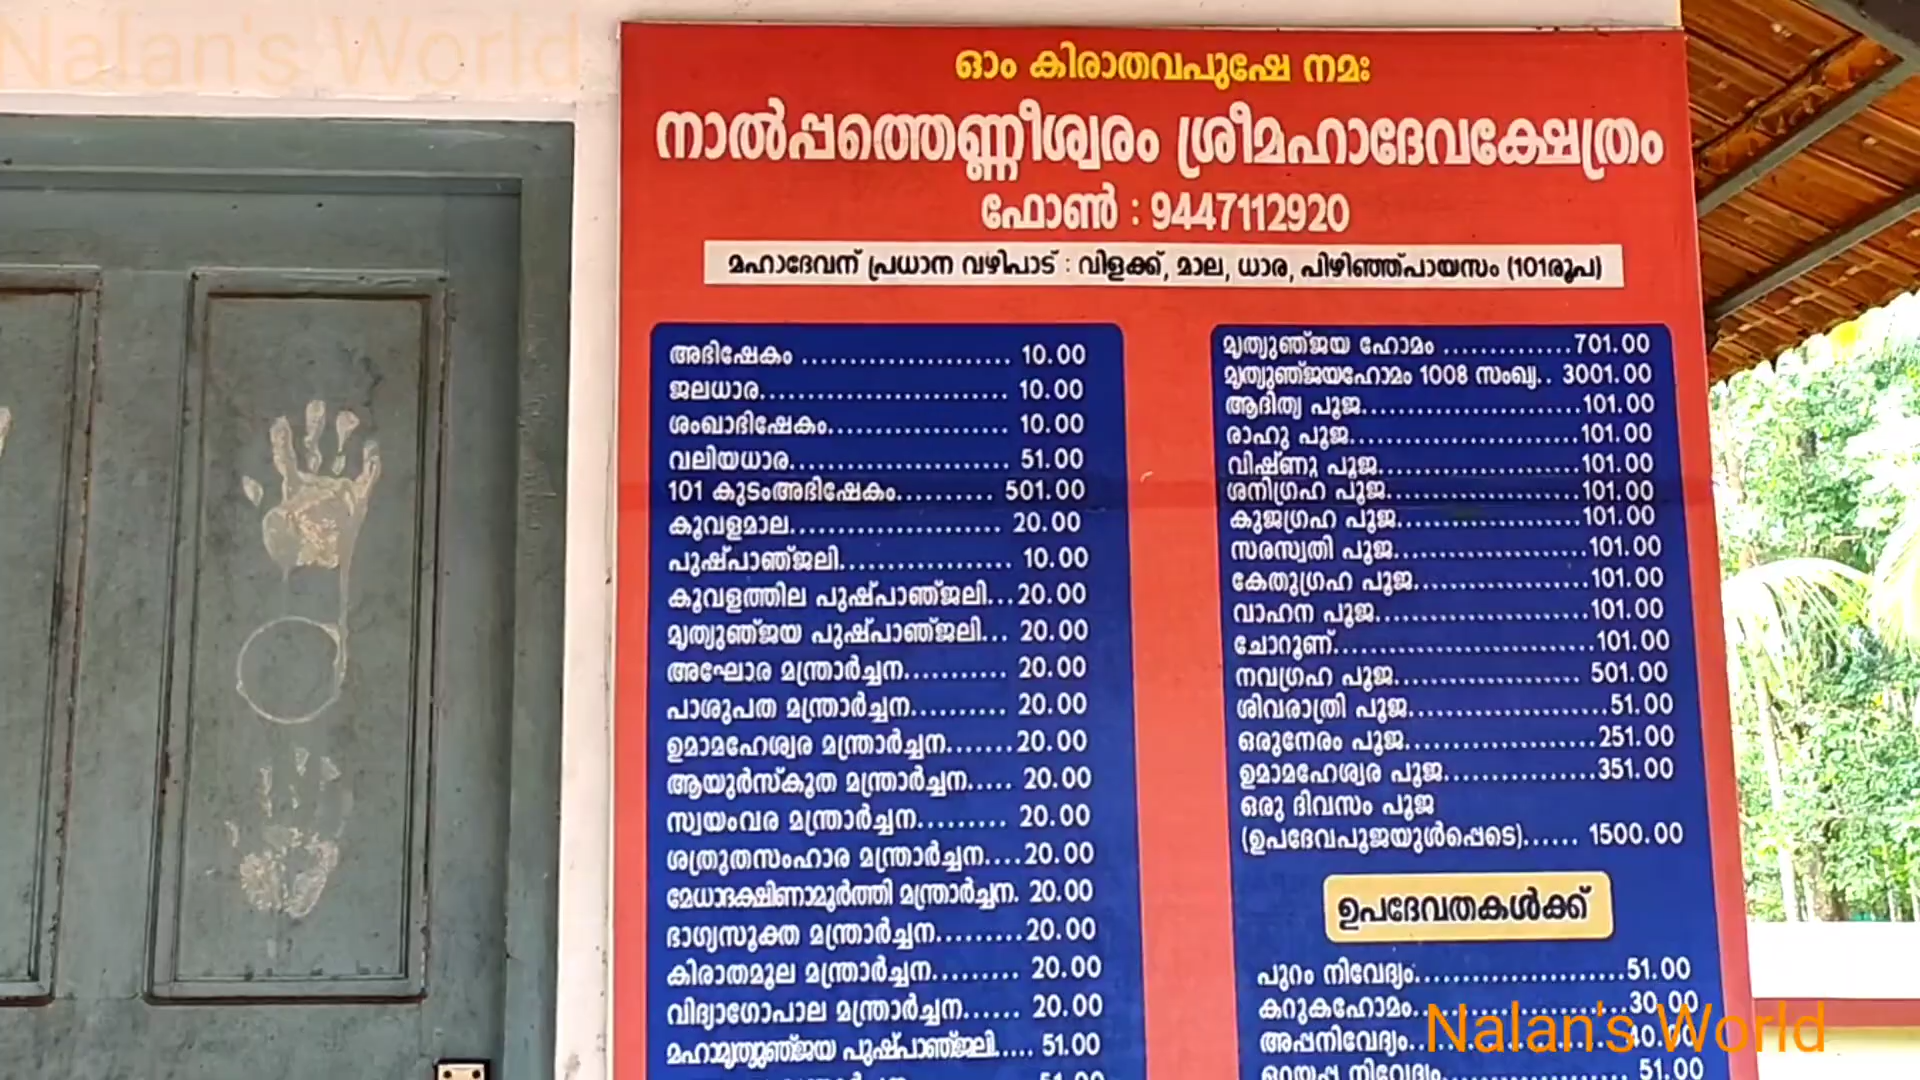 Nalan's World
ഓം കിരാതവപുഷേ നമഃ
നാൽപ്പത്തെണ്ണീശ്വരം ശ്രീമഹാദേവക്ഷേത്രം
ഫോൺ : 9447112920
മഹാദേവന് പ്രധാന വഴിപാട് : വിളക്ക്, മാല, ധാര, പിഴിഞ്ഞ്പായസം (101രൂപ)
അഭിഷേകം ..................... 10.00
ജലധാര......................... 10.00
ശംഖാഭിഷേകം.................. 10.00
വലിയധാര...................... 51.00
101 കുടംഅഭിഷേകം.......... 501.00
കൂവളമാല..................... 20.00
പുഷ്പാഞ്ജലി................. 10.00
കൂവളത്തില പുഷ്പാഞ്ജലി...20.00
മൃത്യുഞ്ജയ പുഷ്പാഞ്ജലി... 20.00
അഘോര മന്ത്രാർച്ചന.......... 20.00
പാശുപത മന്ത്രാർച്ചന......... 20.00
ഉമാമഹേശ്വര മന്ത്രാർച്ചന.......20.00
ആയുർസ്കൂത മന്ത്രാർച്ചന..... 20.00
സ്വയംവര മന്ത്രാർച്ചന......... 20.00
ശത്രുതസംഹാര മന്ത്രാർച്ചന....20.00
മേധാദക്ഷിണാമൂർത്തി മന്ത്രാർച്ചന. 20.00
ഭാഗ്യസൂക്ത മന്ത്രാർച്ചന.........20.00
കിരാതമൂല മന്ത്രാർച്ചന......... 20.00
വിദ്യാഗോപാല മന്ത്രാർച്ചന...... 20.00
മഹാമൃത്യുഞ്ജയ പുഷ്പാഞ്ജലി..... 51.00
മൃത്യുഞ്ജയ ഹോമം .............701.00
മൃത്യുഞ്ജയഹോമം 1008 സംഖ്യ.. 3001.00
ആദിത്യ പൂജ.......................101.00
രാഹു പൂജ........................101.00
വിഷ്ണു പൂജ.....................101.00
ശനിഗ്രഹ പൂജ....................101.00
കുജഗ്രഹ പൂജ...................101.00
സരസ്വതി പൂജ....................101.00
കേതുഗ്രഹ പൂജ..................101.00
വാഹന പൂജ......................101.00
ചോറൂണ്..........................101.00
നവഗ്രഹ പൂജ................... 501.00
ശിവരാത്രി പൂജ....................51.00
ഒരുനേരം പൂജ...................251.00
ഉമാമഹേശ്വര പൂജ...............351.00
ഒരു ദിവസം പൂജ
(ഉപദേവപൂജയുൾപ്പെടെ)...... 1500.00
ഉപദേവതകൾക്ക്
പുറം നിവേദ്യം.....................51.00
കറുകഹോമം......................30.00
അപ്പനിവേദ്യം.....................40.00
Nalan's World